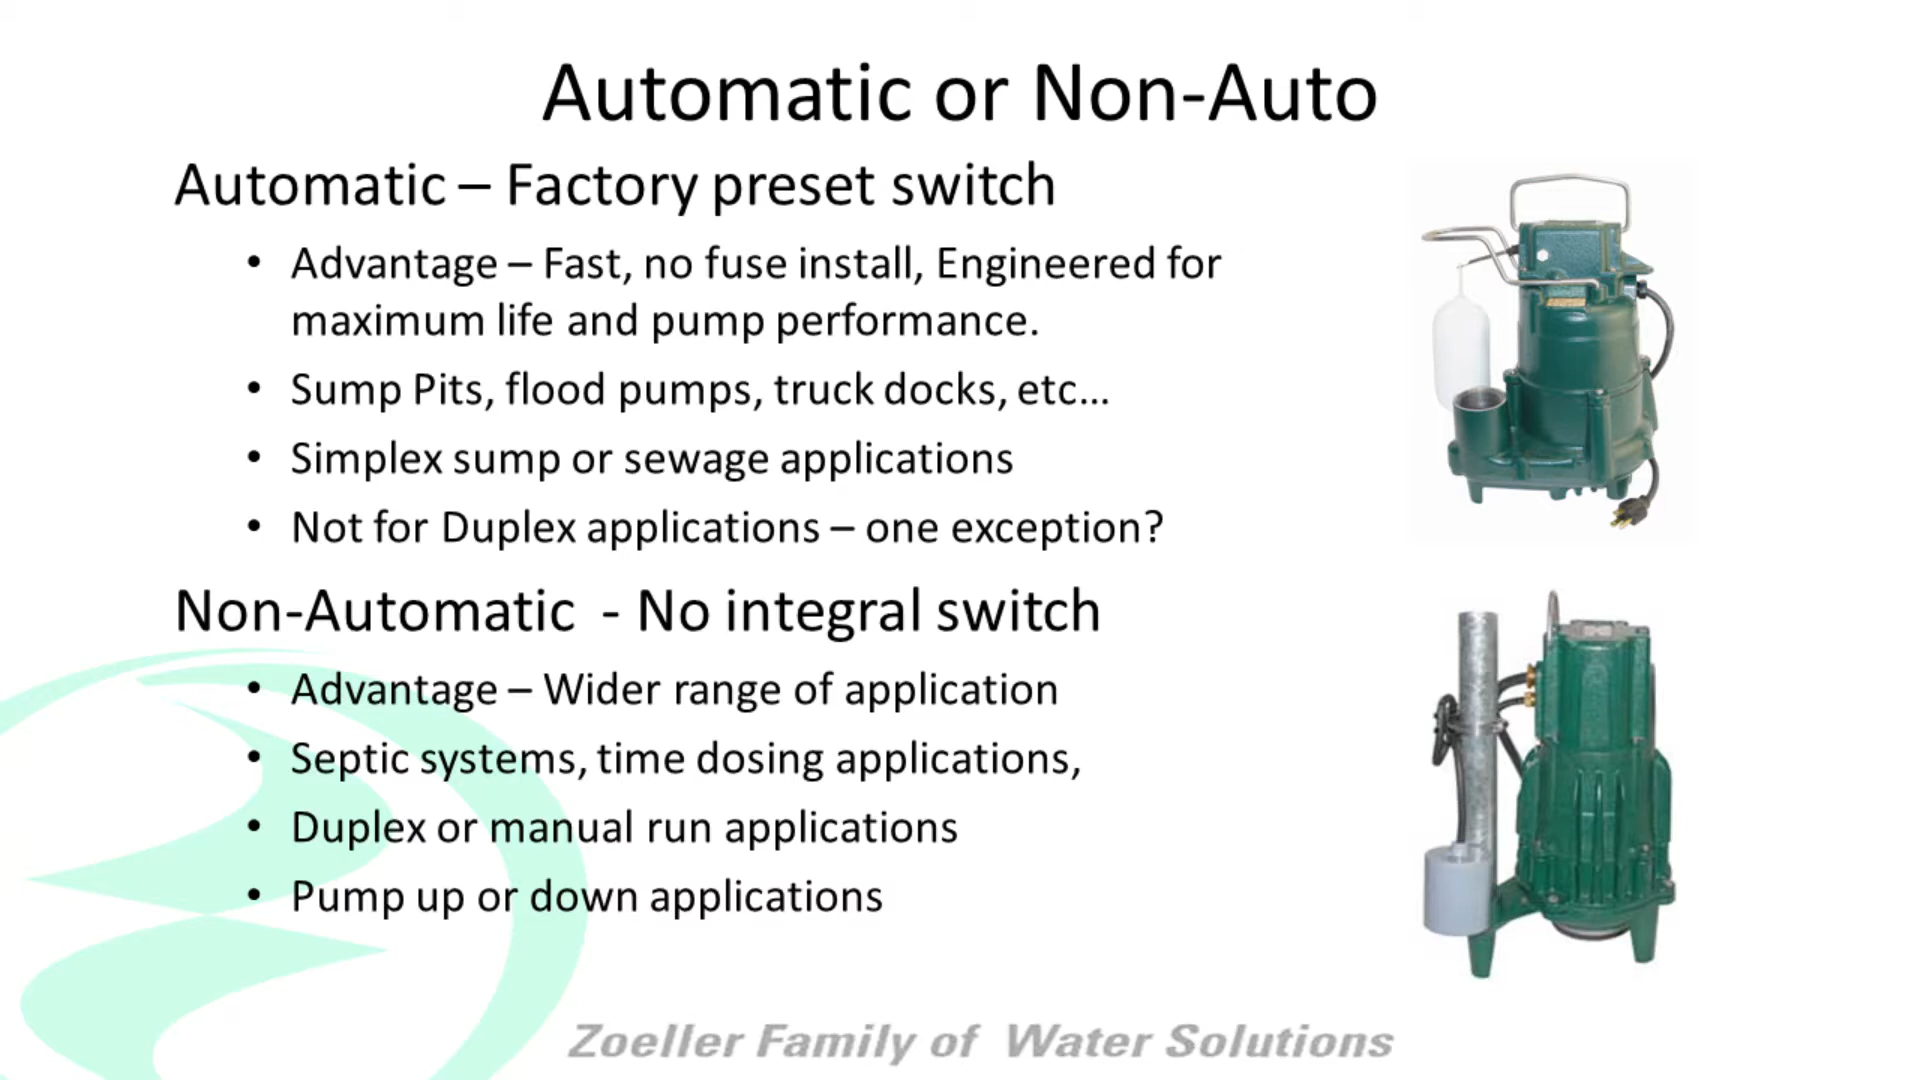 Automatic or Non-Auto
Automatic – Factory preset switch
• Advantage – Fast, no fuse install, Engineered for
maximum life and pump performance.
• Sump Pits, flood pumps, truck docks, etc…
• Simplex sump or sewage applications
• Not for Duplex applications – one exception?
Non-Automatic - No integral switch
• Advantage – Wider range of application
• Septic systems, time dosing applications,
• Duplex or manual run applications
• Pump up or down applications
Zoeller Family of Water Solutions